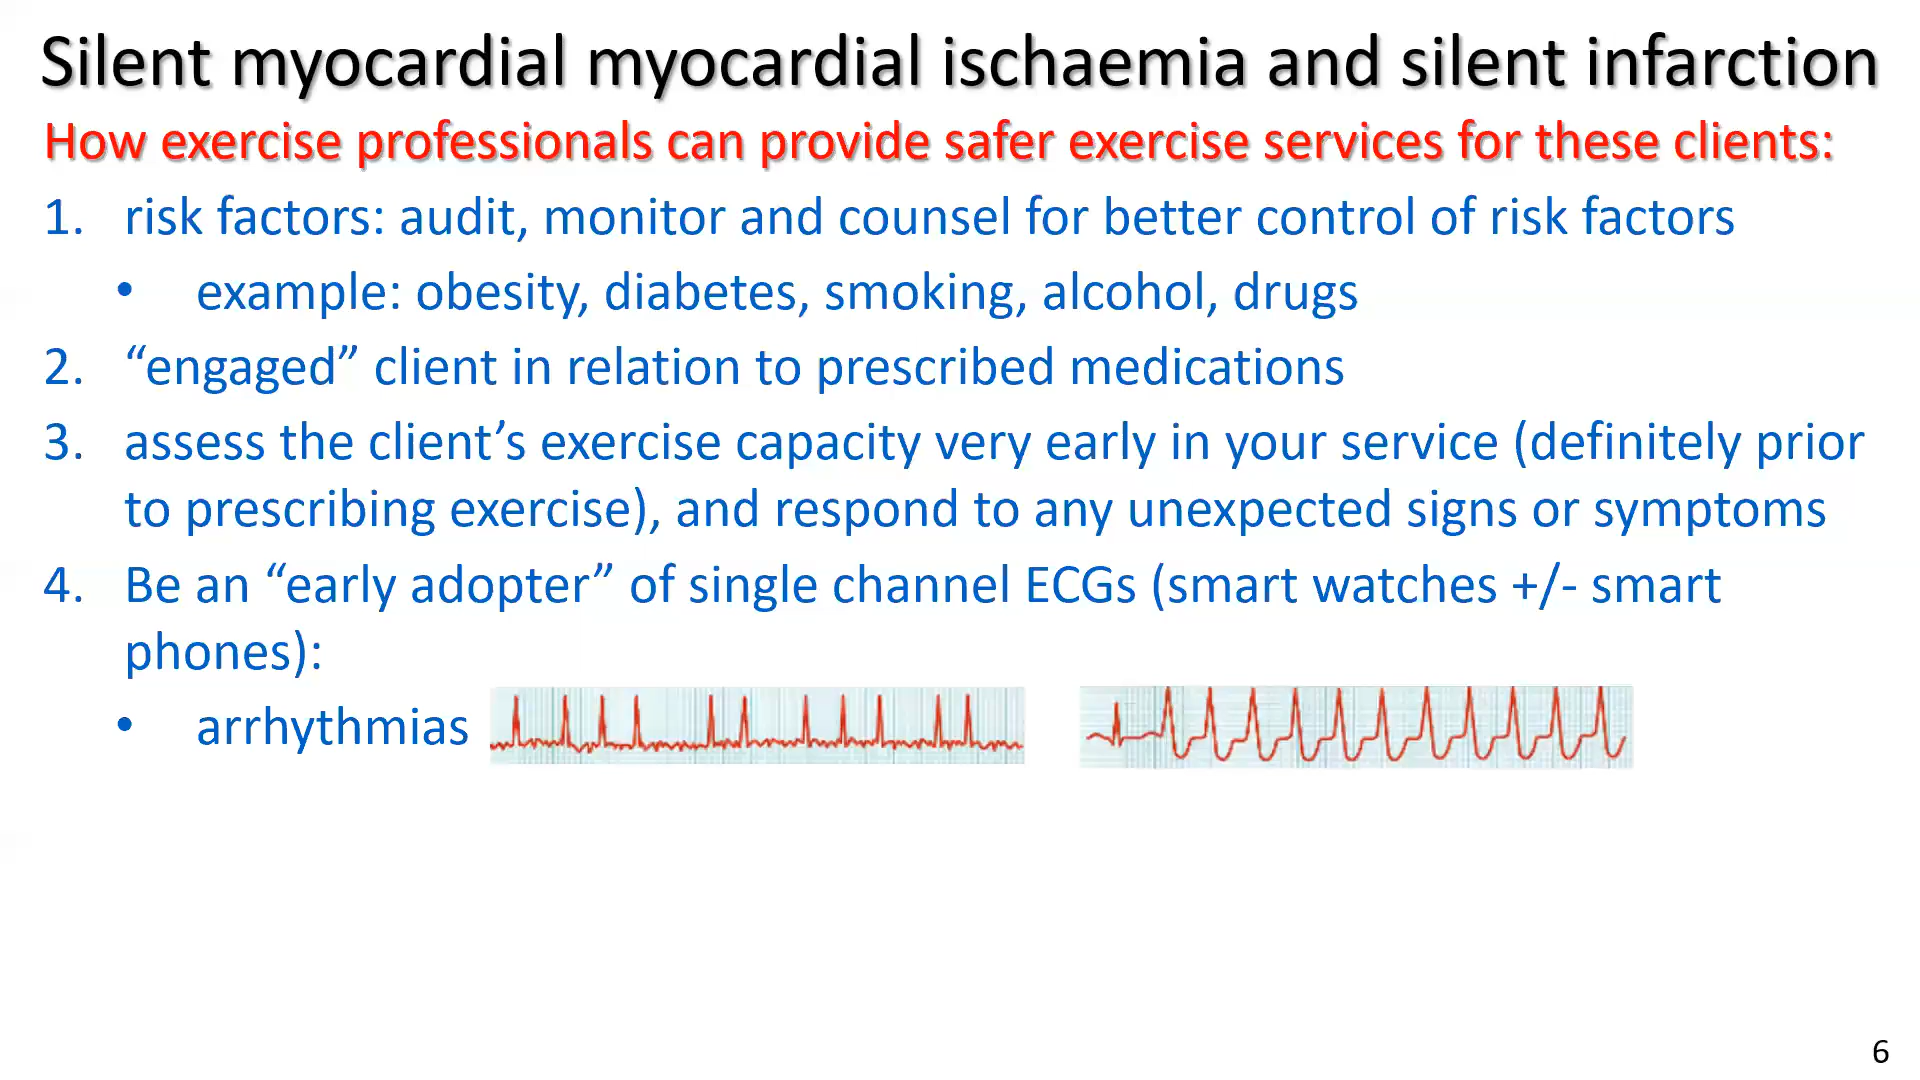 Silent myocardial myocardial ischaemia and silent infarction
How exercise professionals can provide safer exercise services for these clients:
1. risk factors: audit, monitor and counsel for better control of risk factors
• example: obesity, diabetes, smoking, alcohol, drugs
2. “engaged” client in relation to prescribed medications
3. assess the client’s exercise capacity very early in your service (definitely prior
to prescribing exercise), and respond to any unexpected signs or symptoms
4. Be an “early adopter” of single channel ECGs (smart watches +/- smart
phones):
• arrhythmias
6